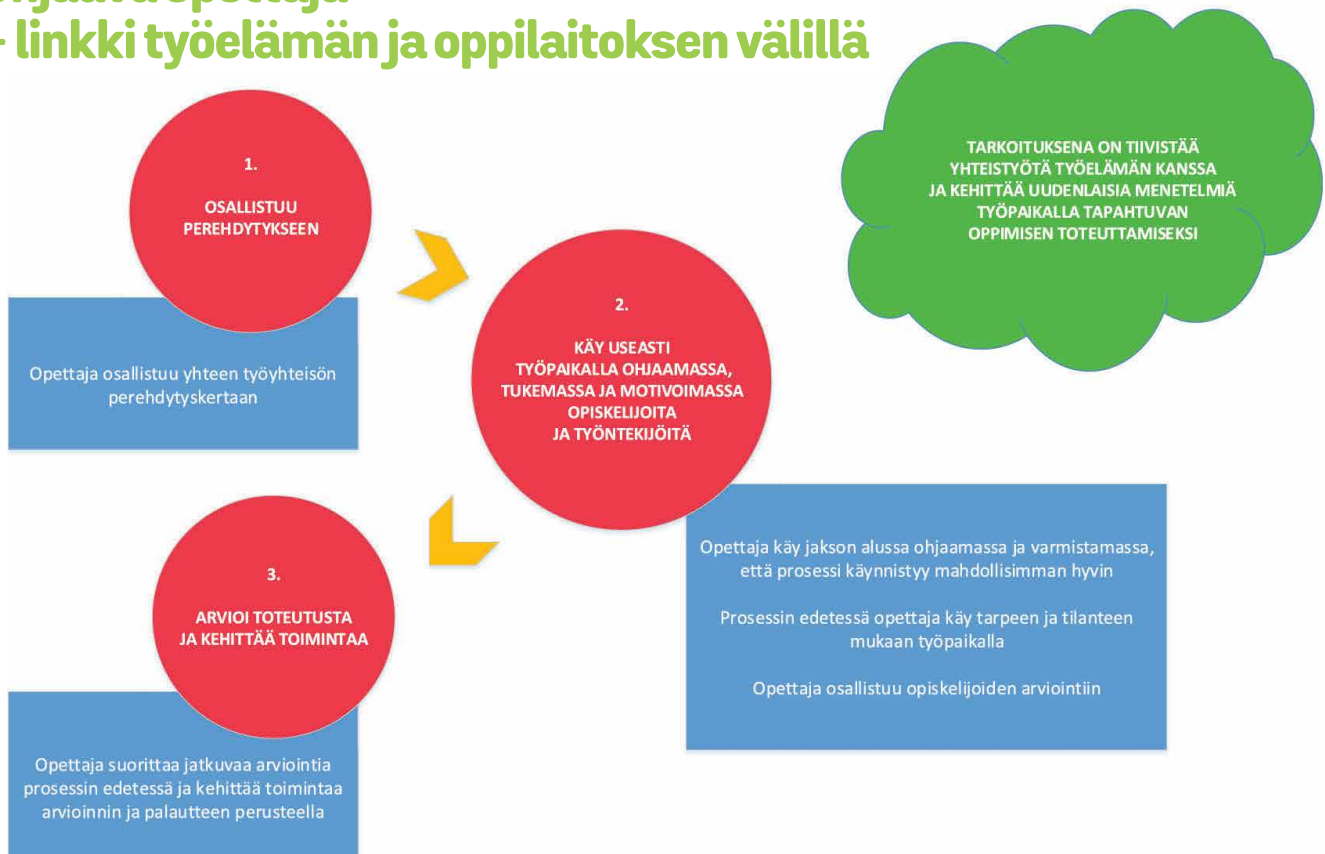 ohjaava opettaja
- linkki työelämän ja oppilaitoksen välillä
TARKOITUKSENA ON TIIVISTÄÄ
YHTEISTYÖTÄ TYÖELÄMÄN KANSSA
JA KEHITTÄÄ UUDENLAISIA MENETELMIÄ
TYÖPAIKALLA TAPAHTUVAN
OPPIMISEN TOTEUTTAMISEKSI
1.
OSALLISTUU
PEREHDYTYKSEEN
Opettaja osallistuu yhteen työyhteisön
perehdytyskertaan
2.
KÄY USEASTI
TYÖPAIKALLA OHJAAMASSA,
TUKEMASSA JA MOTIVOIMASSA
OPISKELIJOITA
JA TYÖNTEKIJÖITÄ
Opettaja käy jakson alussa ohjaamassa ja varmistamassa,
että prosessi käynnistyy mahdollisimman hyvin
Prosessin edetessä opettaja käy tarpeen ja tilanteen
mukaan työpaikalla
Opettaja osallistuu opiskelijoiden arviointiin
3.
ARVIOI TOTEUTUSTA
JA KEHITTÄÄ TOIMINTAA
Opettaja suorittaa jatkuvaa arviointia
prosessin edetessä ja kehittää toimintaa
arvioinnin ja palautteen perusteella